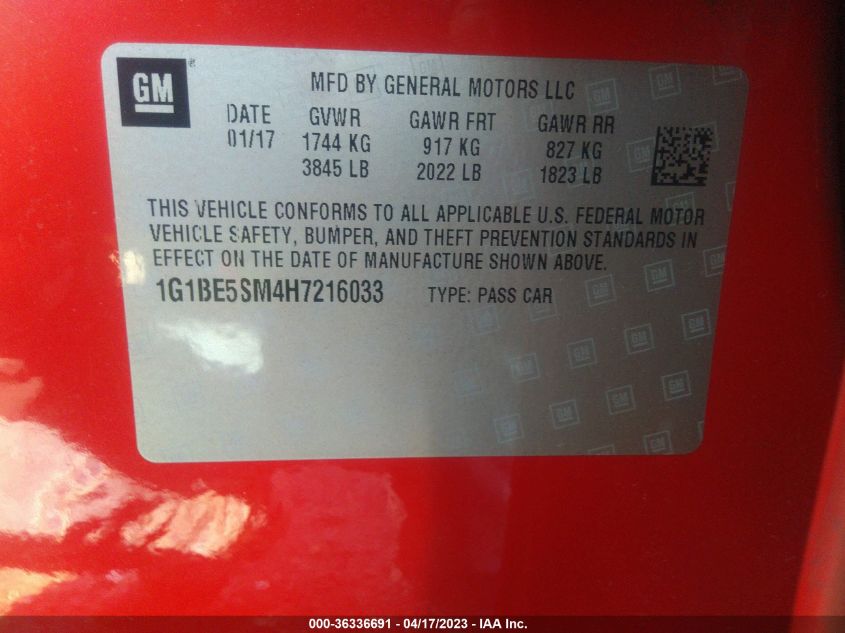 GM
MFD BY GENERAL MOTORS LLC
DATE GVWR GAWR FRT GAWR RR
01/17 1744 KG 917 KG 827 KG
3845 LB 2022 LB 1823 LB
THIS VEHICLE CONFORMS TO ALL APPLICABLE U.S. FEDERAL MOTOR
VEHICLE SAFETY, BUMPER, AND THEFT PREVENTION STANDARDS IN
EFFECT ON THE DATE OF MANUFACTURE SHOWN ABOVE.
1G1BE5SM4H7216033 TYPE: PASS CAR
000-36336691 - 04/17/2023 - IAA Inc.